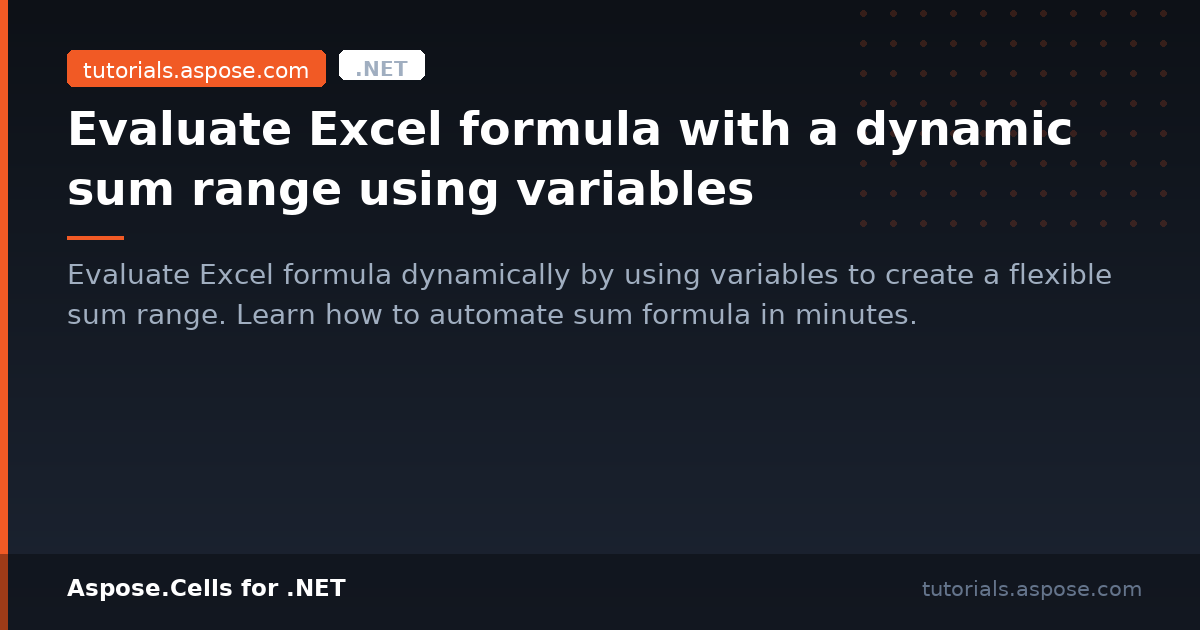 tutorials.aspose.com
.NET
Evaluate Excel formula with a dynamic
sum range using variables
Evaluate Excel formula dynamically by using variables to create a flexible
sum range. Learn how to automate sum formula in minutes.
Aspose.Cells for .NET
tutorials.aspose.com